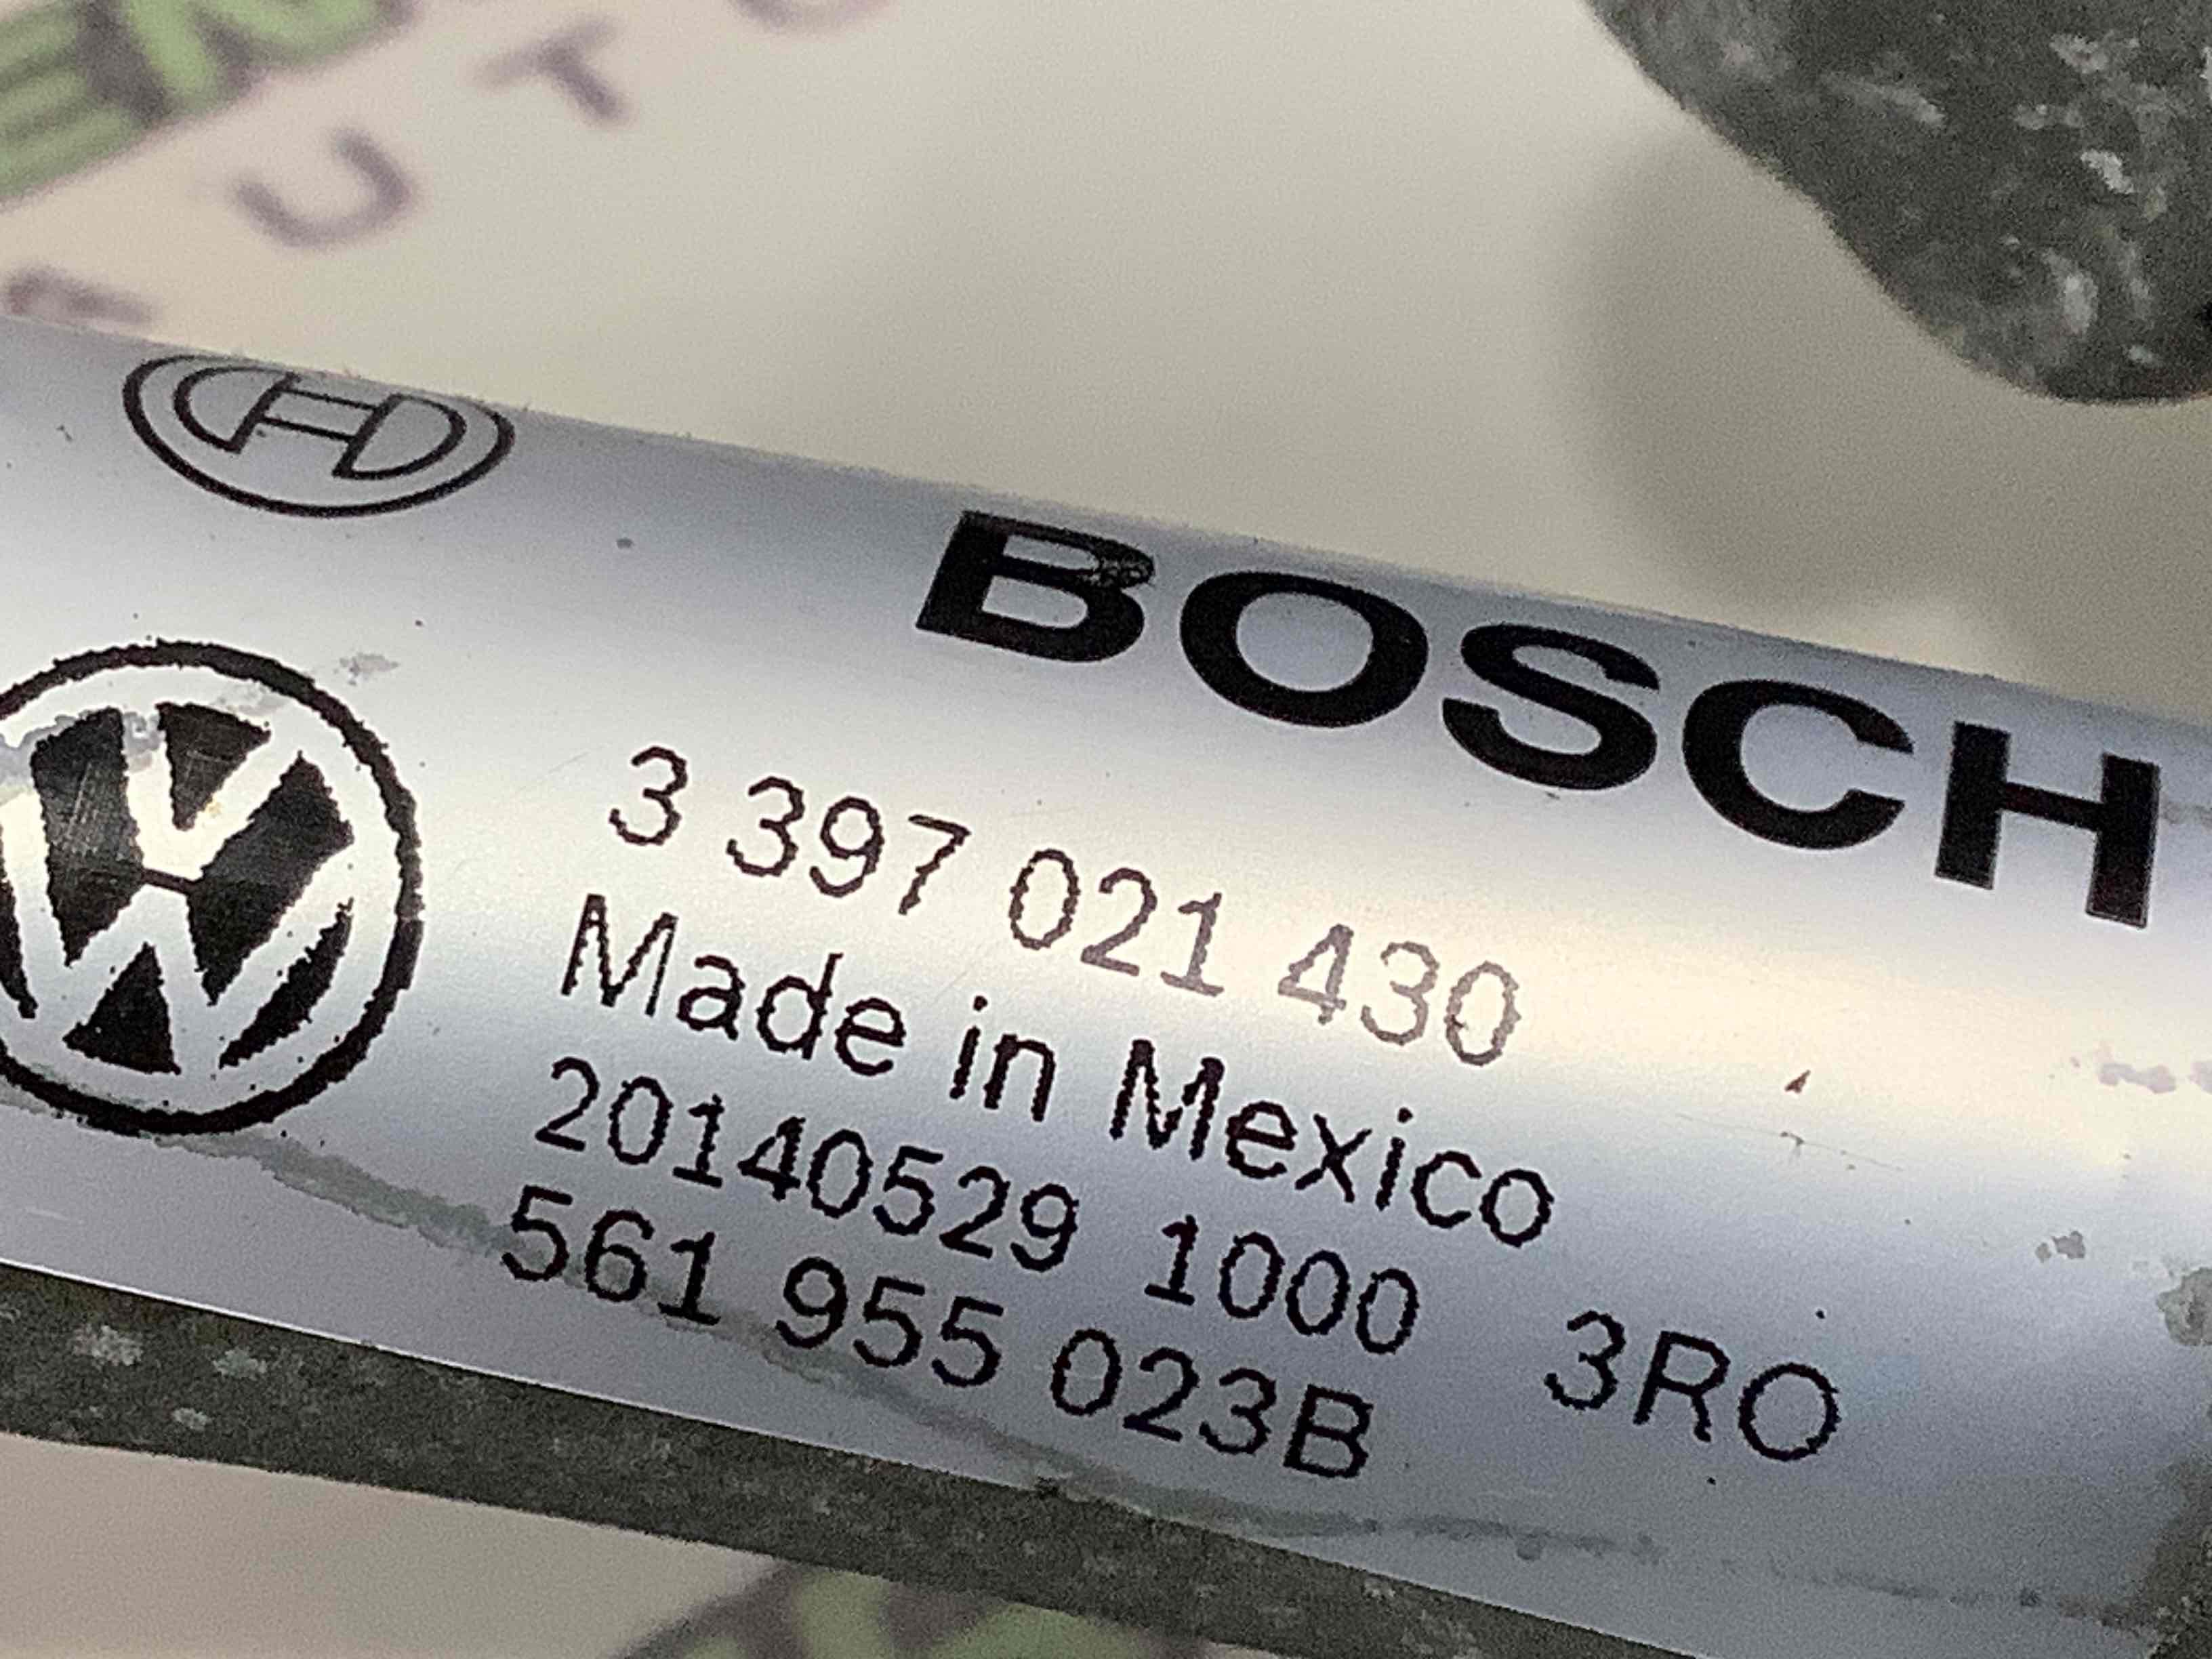 BOSCH
3 397 021 430
Made in Mexico
20140529 1000 3RO
561 955 023B